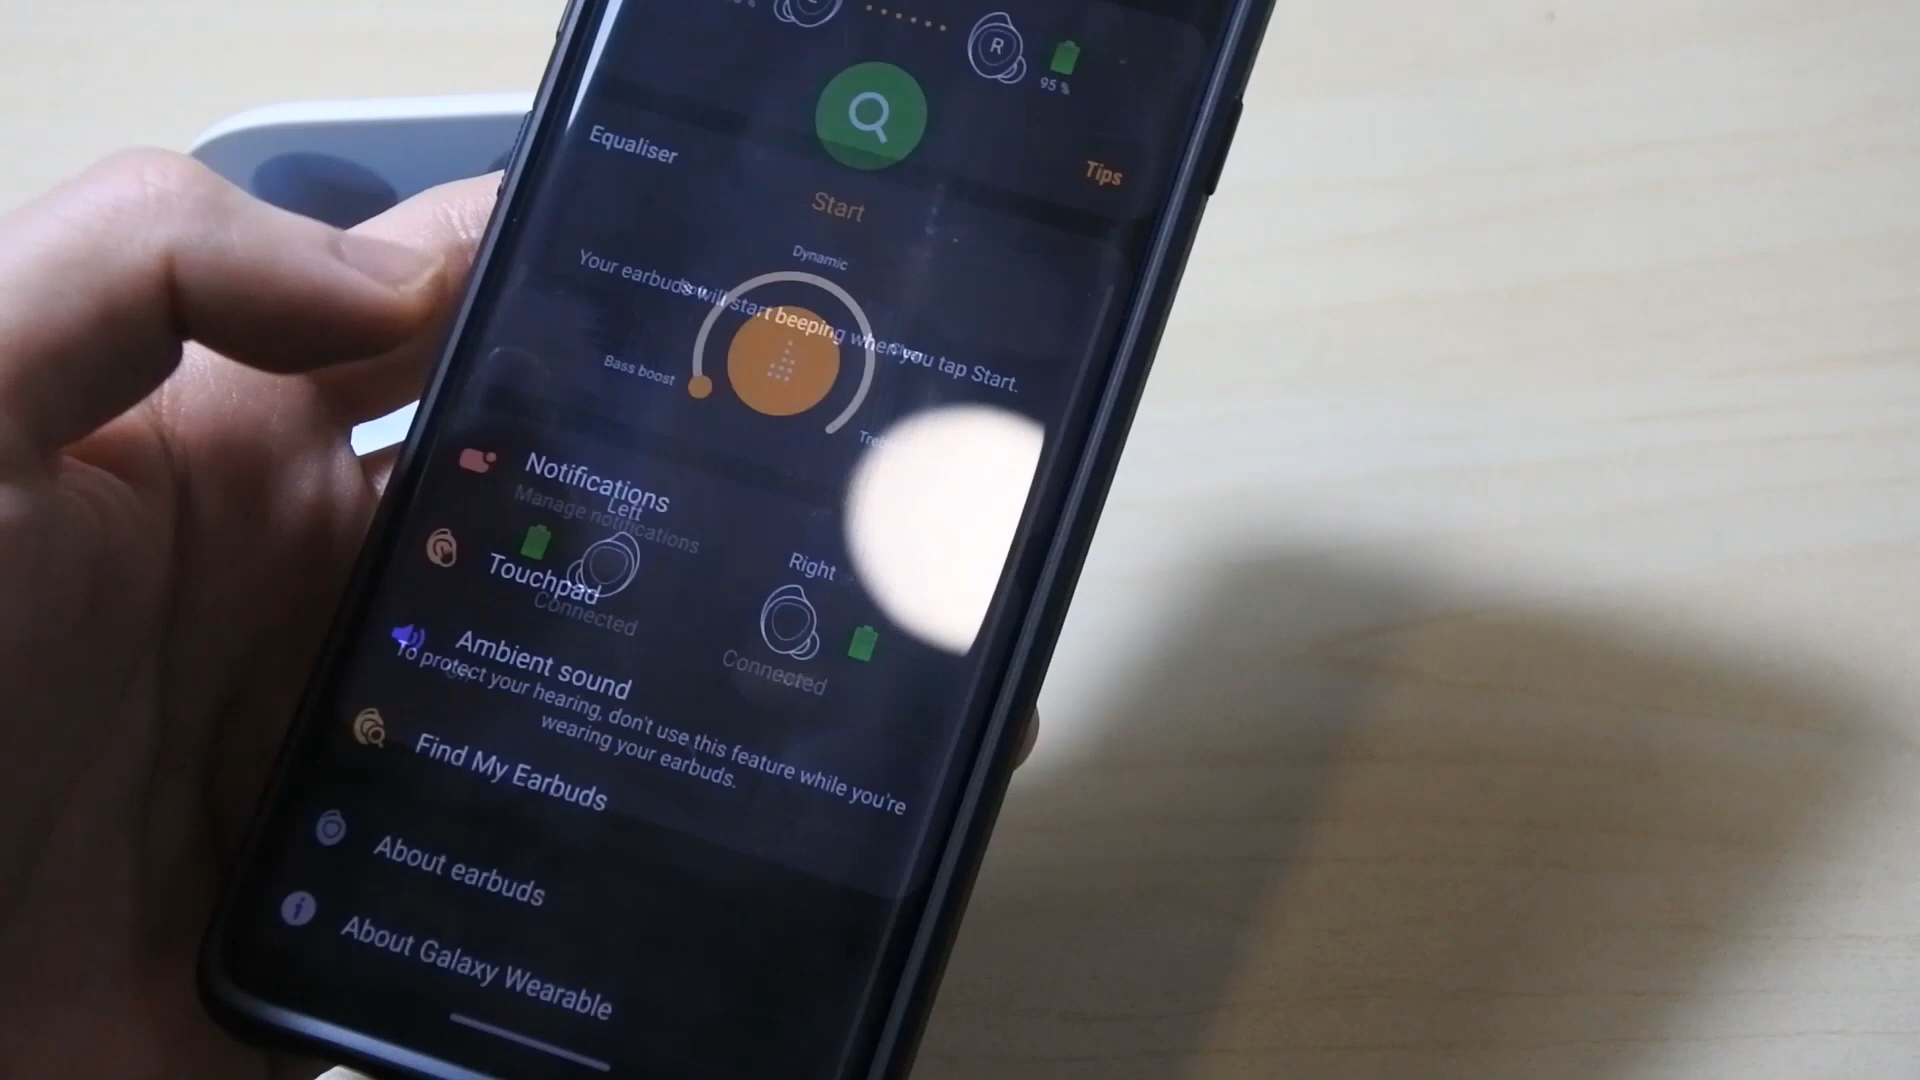 R
95 %
Equaliser
Tips
Start
Dynamic
Your earbuds will start beeping when you tap Start.
Bass boost
Notifications
Manage notifications
Left
Touchpad
Right
Connected
Connected
Ambient sound
To protect your hearing, don't use this feature while you're
wearing your earbuds.
Find My Earbuds
About earbuds
About Galaxy Wearable